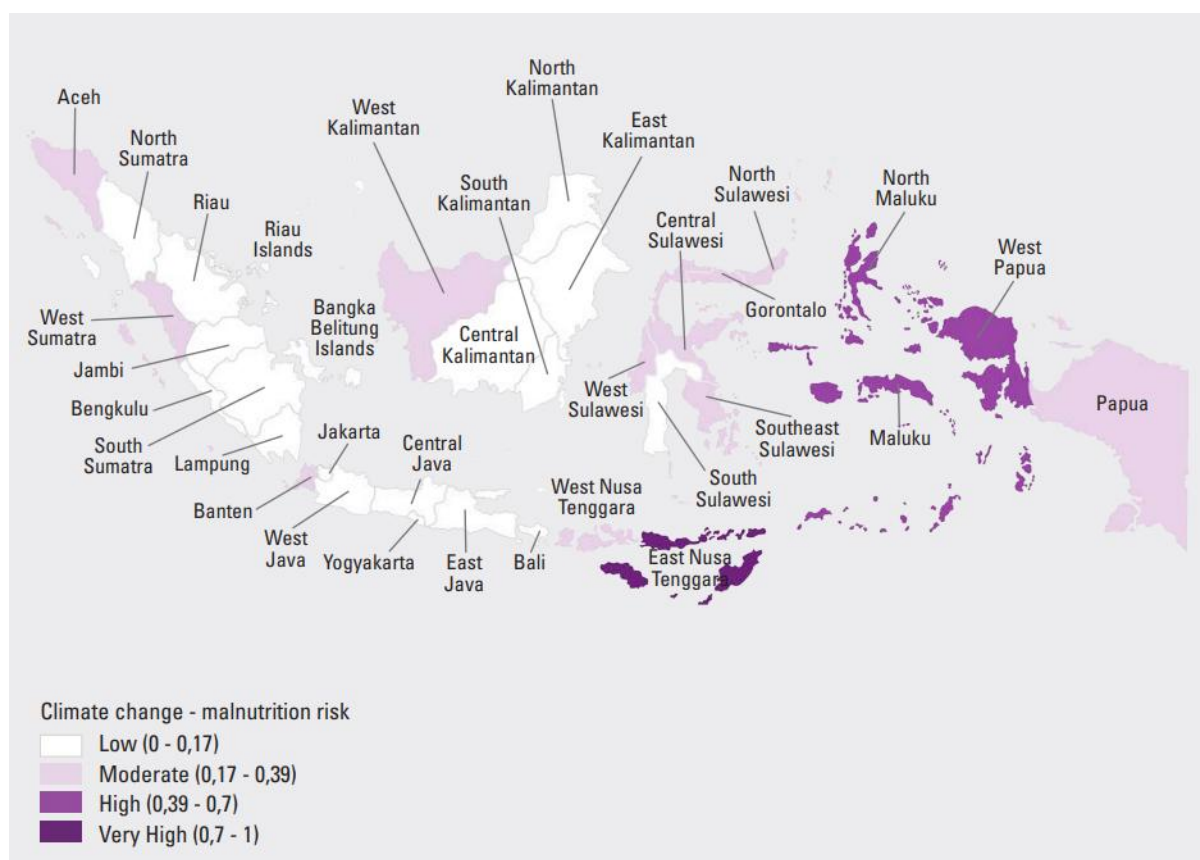 Aceh
North
Sumatra
Riau
Riau
Islands
West
Kalimantan
North
Kalimantan
East
Kalimantan
South
Kalimantan
North
Sulawesi
Central
Sulawesi
North
Maluku
West
Papua
Gorontalo
West
Sumatra
Jambi
Bengkulu
South
Sumatra
Lampung
Bangka
Belitung
Islands
Central
Kalimantan
West
Sulawesi
Southeast
Sulawesi
South
Sulawesi
Maluku
Papua
Jakarta
Central
Java
Banten
West
Java
Yogyakarta
East
Java
Bali
West Nusa
Tenggara
East Nusa
Tenggara
Climate change - malnutrition risk
Low (0 - 0,17)
Moderate (0,17 - 0,39)
High (0,39 - 0,7)
Very High (0,7 - 1)